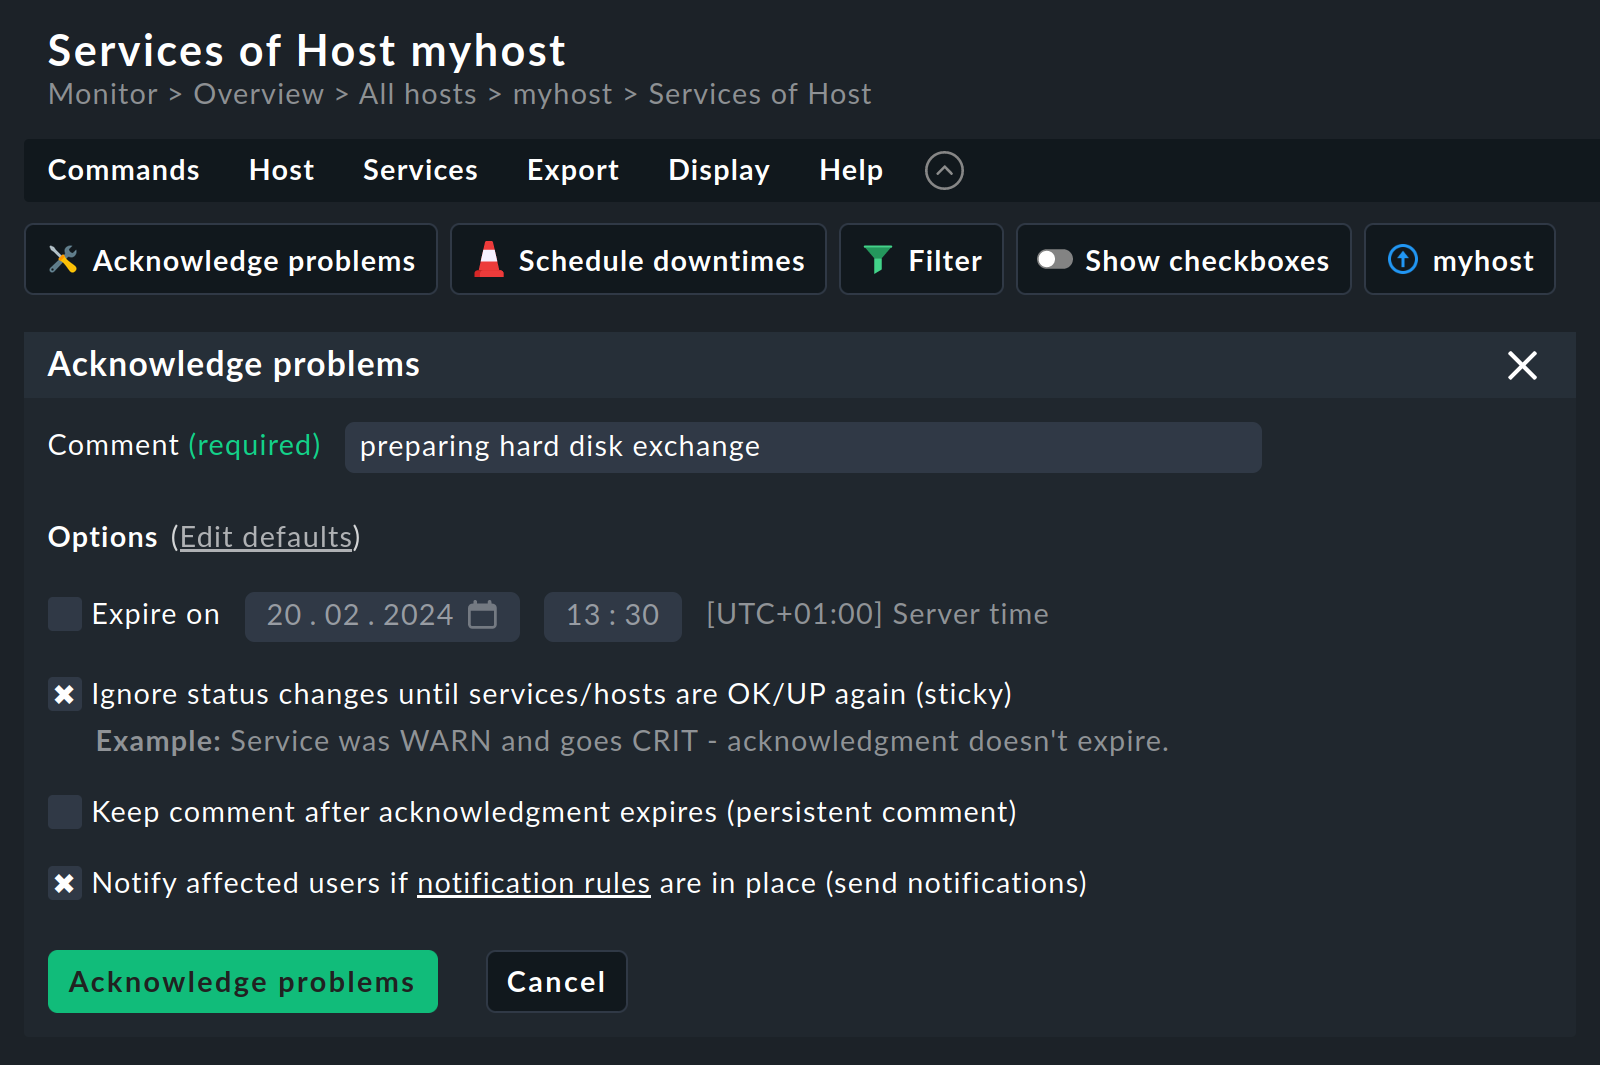 Services of Host myhost
Monitor > Overview > All hosts > myhost > Services of Host
Commands Host Services Export Display Help
Acknowledge problems Schedule downtimes Filter Show checkboxes myhost
Acknowledge problems
Comment (required) preparing hard disk exchange
Options (Edit defaults)
Expire on 20.02.2024 13:30 [UTC+01:00] Server time
Ignore status changes until services/hosts are OK/UP again (sticky)
Example: Service was WARN and goes CRIT - acknowledgment doesn't expire.
Keep comment after acknowledgment expires (persistent comment)
Notify affected users if notification rules are in place (send notifications)
Acknowledge problems Cancel